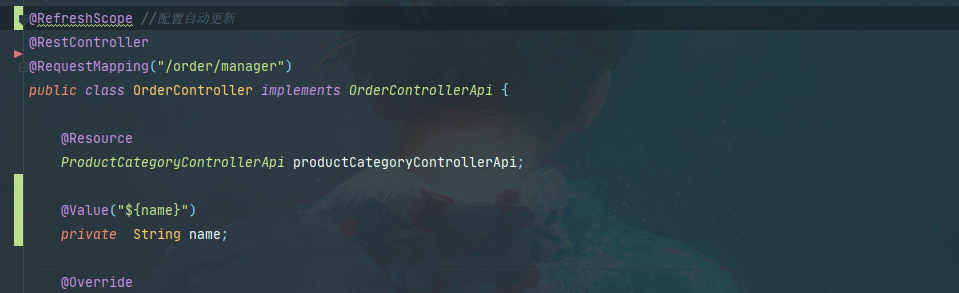 @RefreshScope //配置自动更新
@RestController
@RequestMapping("/order/manager")
public class OrderController implements OrderControllerApi {
@Resource
ProductCategoryControllerApi productCategoryControllerApi;
@Value("${name}")
private  String name;
@Override